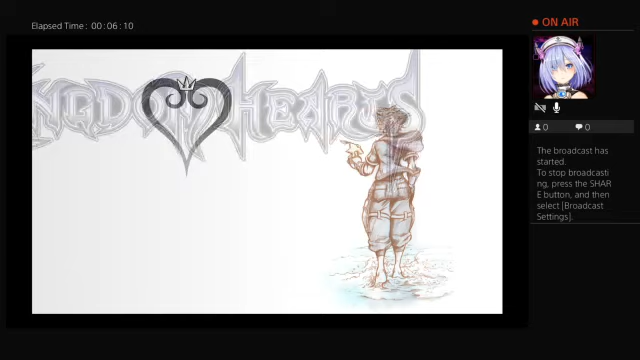 Elapsed Time : 00:06:10
ON AIR
KINGDOM HEARTS
0
0
The broadcast has
started.
To stop broadcasti
ng, press the SHAR
E button, and then
select [Broadcast
Settings].